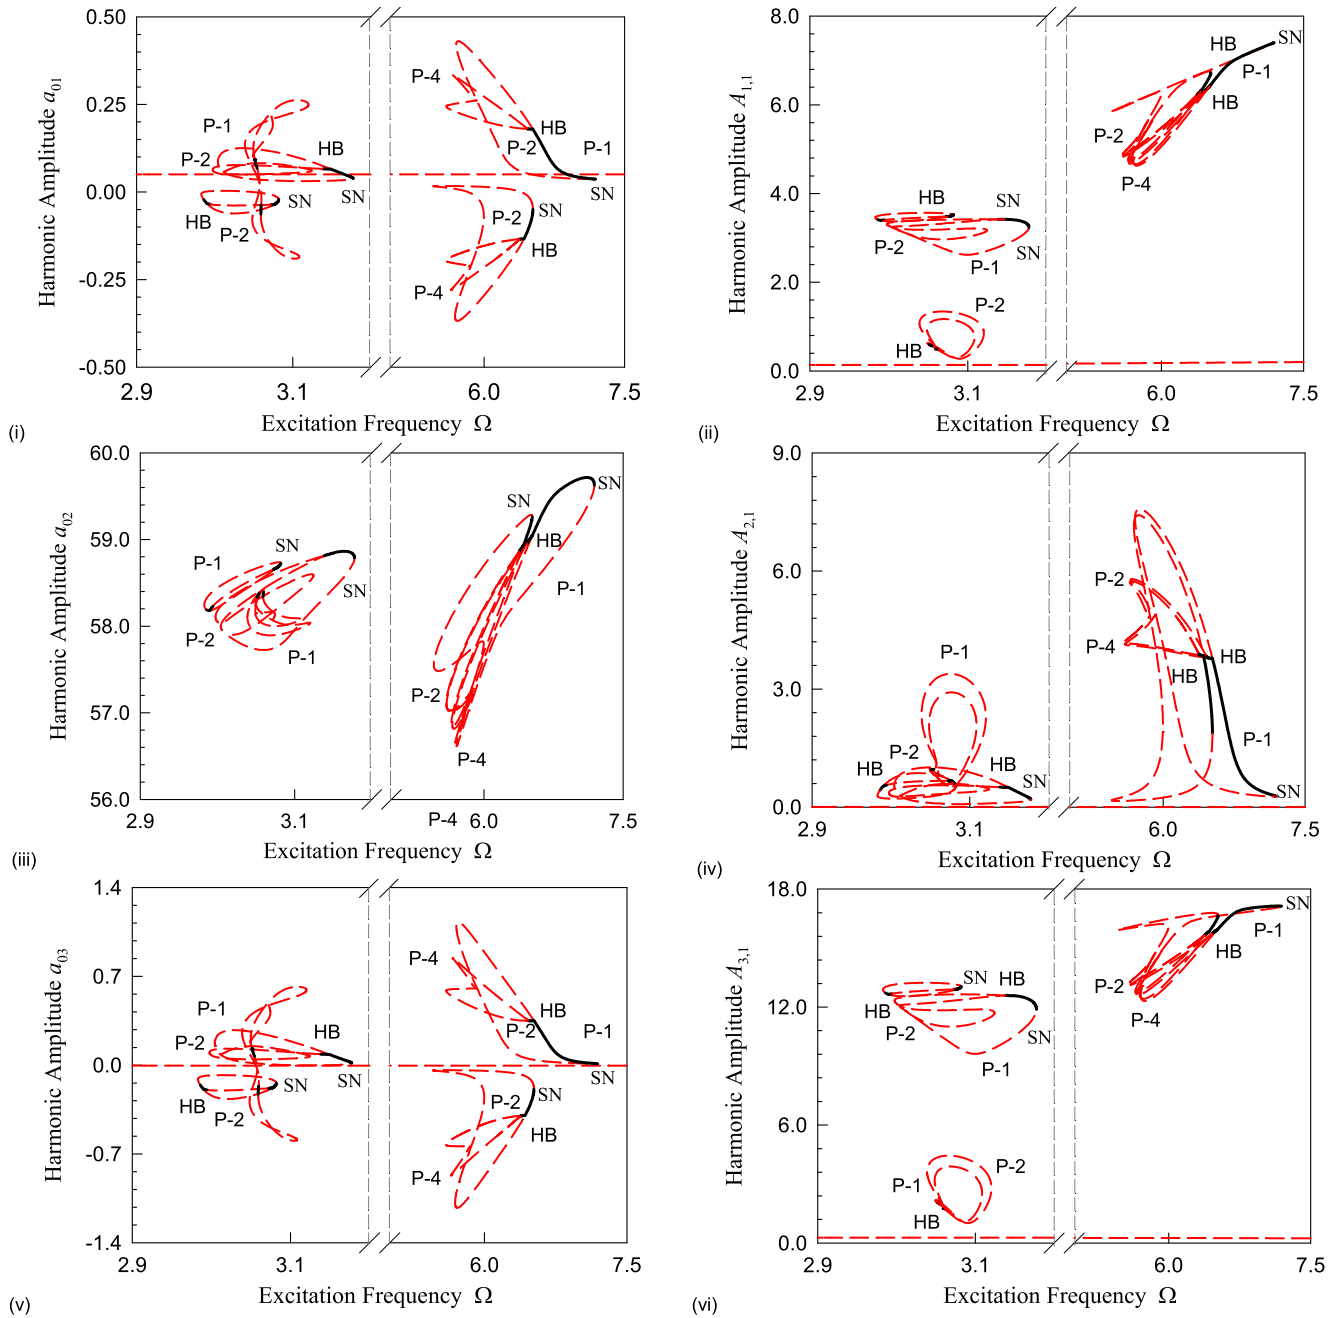 0.50
0.25
0.00
-0.25
-0.50
Harmonic Amplitude a01
P-1
P-2
HB
SN
HB
SN
P-2
P-4
HB
P-2
P-1
SN
P-2
SN
HB
P-4
2.9
3.1
6.0
7.5
Excitation Frequency Ω
(i)
8.0
6.0
4.0
2.0
0.0
Harmonic Amplitude A1,1
HB
SN
P-1
HB
P-2
P-4
HB
P-2
SN
P-1
P-2
HB
2.9
3.1
6.0
7.5
Excitation Frequency Ω
(ii)
60.0
59.0
58.0
57.0
56.0
Harmonic Amplitude a02
P-1
SN
SN
P-2
P-1
SN
SN
HB
P-1
P-2
P-4
2.9
3.1
P-4
6.0
7.5
Excitation Frequency Ω
(iii)
9.0
6.0
3.0
0.0
Harmonic Amplitude A2,1
P-1
P-2
HB
HB
SN
P-2
P-4
HB
HB
P-1
SN
2.9
3.1
6.0
7.5
Excitation Frequency Ω
(iv)
1.4
0.7
0.0
-0.7
-1.4
Harmonic Amplitude a03
P-1
P-2
HB
SN
SN
HB
P-2
P-4
P-2
P-1
SN
P-2
HB
P-4
2.9
3.1
6.0
7.5
Excitation Frequency Ω
(v)
18.0
12.0
6.0
0.0
Harmonic Amplitude A3,1
SN
HB
HB
P-2
SN
P-1
P-2
P-1
HB
SN
P-1
HB
P-2
P-4
2.9
3.1
6.0
7.5
Excitation Frequency Ω
(vi)